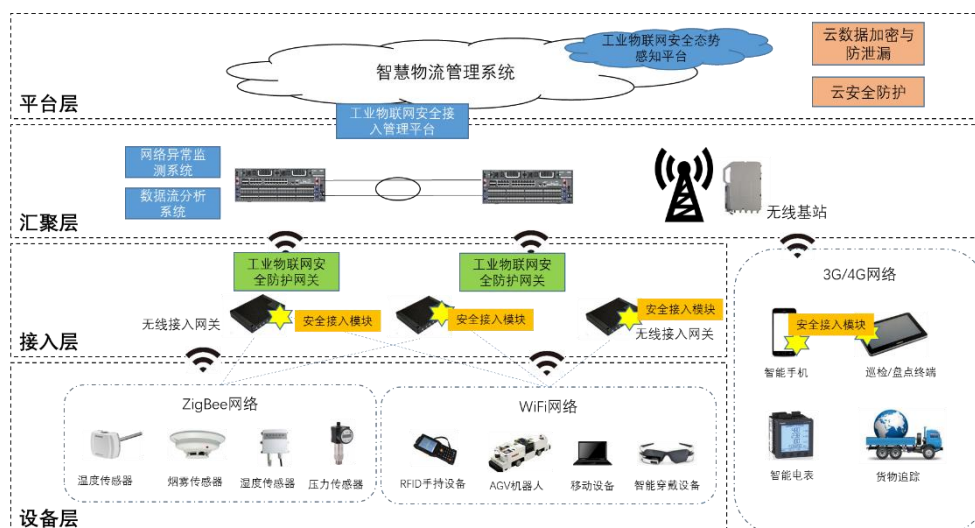 工业物联网安全态势
感知平台
智慧物流管理系统
云数据加密与
防泄漏
云安全防护
平台层
工业物联网安全接
入管理平台
网络异常监
测系统
数据流分析
系统
无线基站
汇聚层
工业物联网安
全防护网关
工业物联网安
全防护网关
3G/4G网络
无线接入网关
安全接入模块
安全接入模块
安全接入模块
无线接入网关
接入层
安全接入模块
智能手机
巡检/盘点终端
ZigBee网络
WiFi网络
温度传感器
烟雾传感器
湿度传感器
压力传感器
RFID手持设备
AGV机器人
移动设备
智能穿戴设备
智能电表
货物追踪
设备层